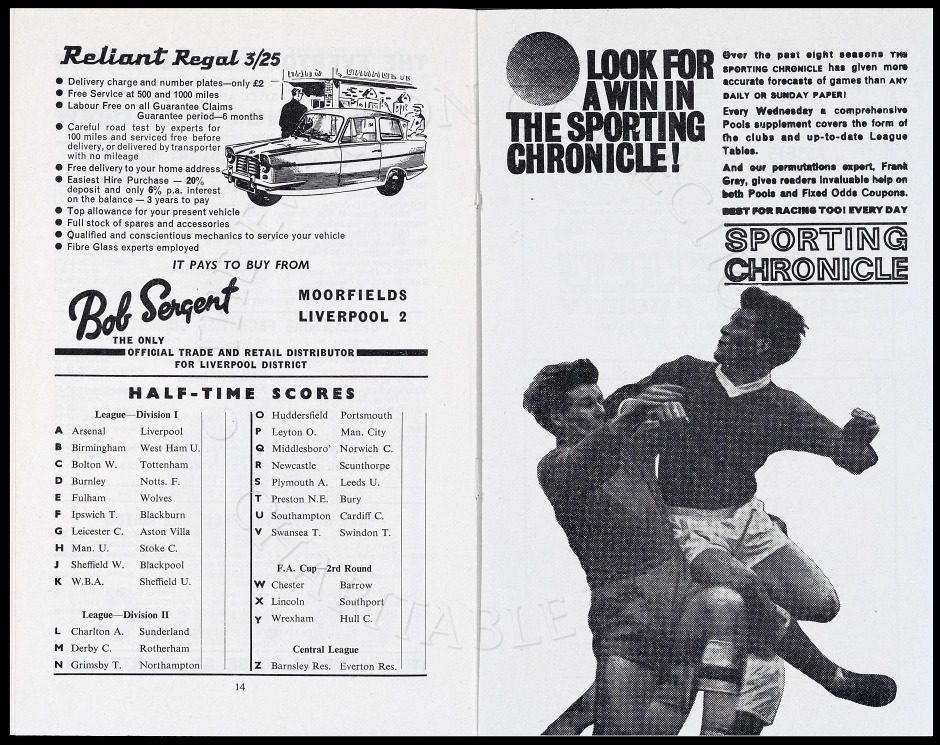 Reliant Regal 3/25
● Delivery charge and number plates—only £2
● Free Service at 500 and 1000 miles
● Labour Free on all Guarantee Claims
Guarantee period—6 months
● Careful road test by experts for
100 miles and serviced free before
delivery, or delivered by transporter
with no mileage
● Free delivery to your home address
● Easiest Hire Purchase — 20%
deposit and only 6% p.a. interest
on the balance — 3 years to pay
● Top allowance for your present vehicle
● Full stock of spares and accessories
● Qualified and conscientious mechanics to service your vehicle
● Fibre Glass experts employed
IT PAYS TO BUY FROM
Bob Sergent
MOORFIELDS
LIVERPOOL 2
THE ONLY
OFFICIAL TRADE AND RETAIL DISTRIBUTOR
FOR LIVERPOOL DISTRICT
HALF-TIME SCORES
League—Division I
A Arsenal Liverpool
B Birmingham West Ham U.
C Bolton W. Tottenham
D Burnley Notts. F.
E Fulham Wolves
F Ipswich T. Blackburn
G Leicester C. Aston Villa
H Man. U. Stoke C.
J Sheffield W. Blackpool
K W.B.A. Sheffield U.
League—Division II
L Charlton A. Sunderland
M Derby C. Rotherham
N Grimsby T. Northampton
O Huddersfield Portsmouth
P Leyton O. Man. City
Q Middlesboro' Norwich C.
R Newcastle Scunthorpe
S Plymouth A. Leeds U.
T Preston N.E. Bury
U Southampton Cardiff C.
V Swansea T. Swindon T.
F.A. Cup—2nd Round
W Chester Barrow
X Lincoln Southport
Y Wrexham Hull C.
Central League
Z Barnsley Res. Everton Res.
14
LOOK FOR
A WIN IN
THE SPORTING
CHRONICLE!
Over the past eight seasons THE
SPORTING CHRONICLE has given more
accurate forecasts of games than ANY
DAILY OR SUNDAY PAPER!
Every Wednesday a comprehensive
Pools supplement covers the form of
the clubs and up-to-date League
Tables.
And our permutations expert, Frank
Gray, gives readers invaluable help on
both Pools and Fixed Odds Coupons.
BEST FOR RACING TOO! EVERY DAY
SPORTING
CHRONICLE